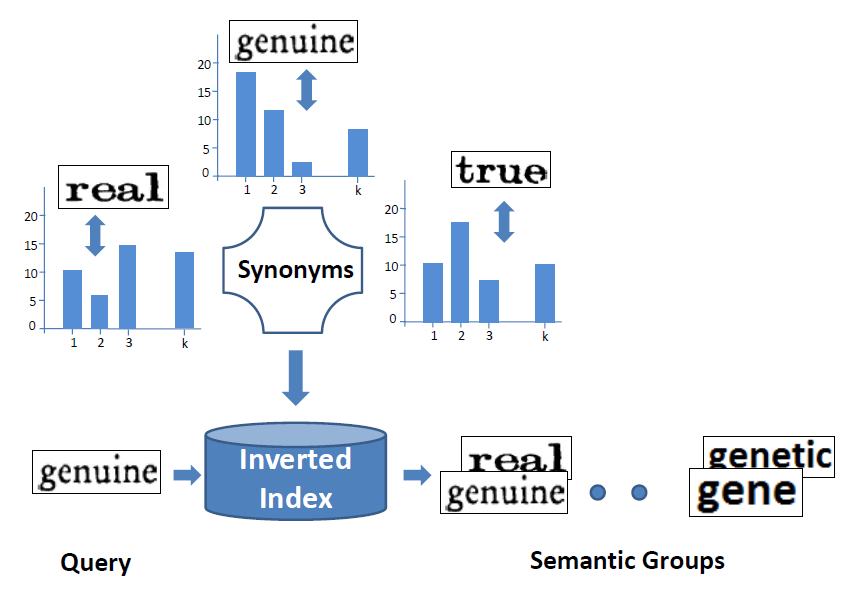 genuine
20
15
10
5
0
1 2 3 k
real
20
15
10
5
0
1 2 3 k
true
20
15
10
5
0
1 2 3 k
Synonyms
genuine
Inverted
Index
real
genuine
genetic
gene
Query
Semantic Groups